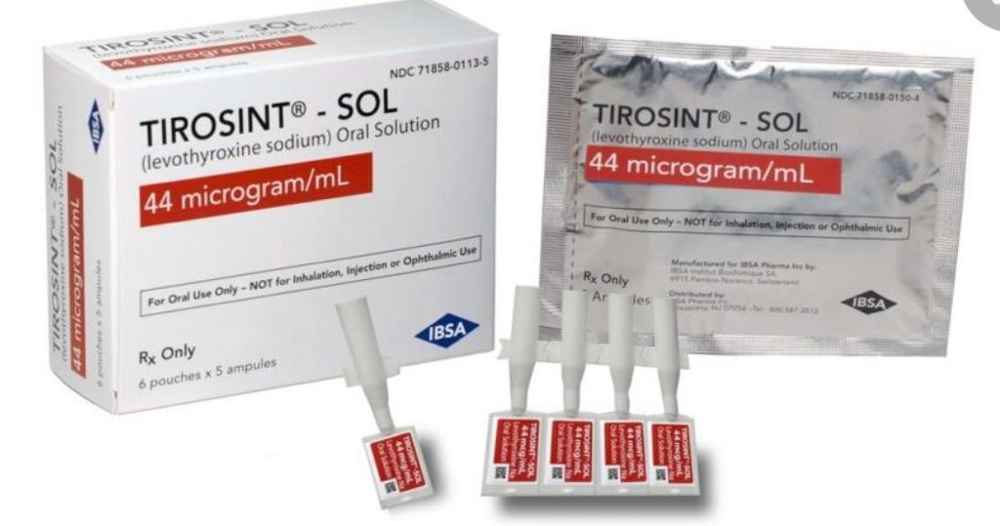 TIROSINT® - SOL
(levothyroxine sodium) Oral Solution
44 microgram/mL
6 pouches x 5 ampules
IBSA
TIROSINT® - SOL
(levothyroxine sodium) Oral Solution
44 microgram/mL
6 pouches x 5 ampules
NDC 71858-0113-5
TIROSINT® - SOL
(levothyroxine sodium) Oral Solution
44 microgram/mL
For Oral Use Only – NOT for Inhalation, Injection or Ophthalmic Use
IBSA
Rx Only
6 pouches x 5 ampules
NDC 71858-0150-4
TIROSINT® - SOL
(levothyroxine sodium) Oral Solution
44 microgram/mL
For Oral Use Only – NOT for Inhalation, Injection or Ophthalmic Use
Manufactured for IBSA Pharma Inc by:
IBSA Institut Biochimique SA,
6915 Pambio-Noranco, Switzerland
Rx Only
Distributed by:
Pharma Inc.
NJ 07054
IBSA
TIROSINT®-SOL
44 mcg/mL
Levothyroxine Na
Oral Solution
TIROSINT®-SOL
44 mcg/mL
Levothyroxine Na
Oral Solution
TIROSINT®-SOL
44 mcg/mL
Levothyroxine Na
Oral Solution
TIROSINT®-SOL
44 mcg/mL
Levothyroxine Na
Oral Solution
TIROSINT®-SOL
44 mcg/mL
Levothyroxine Na
Oral Solution